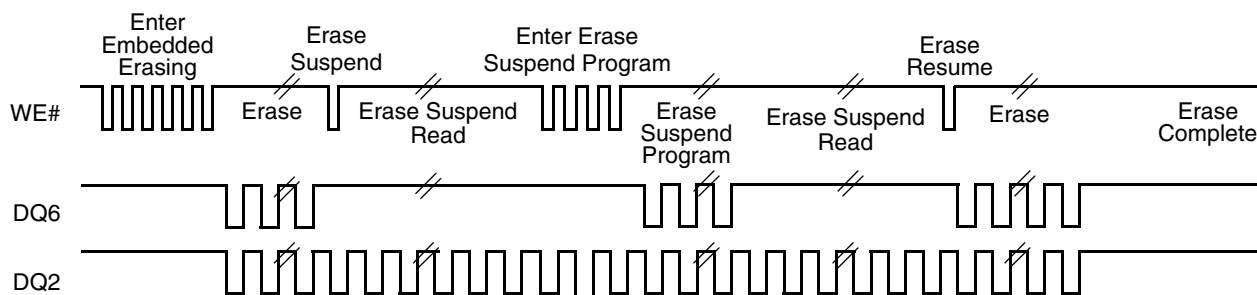 Enter
Embedded
Erasing
Erase
Suspend
Enter Erase
Suspend Program
Erase
Resume
WE#
Erase
Erase Suspend
Read
Erase
Suspend
Program
Erase Suspend
Read
Erase
Erase
Complete
DQ6
DQ2